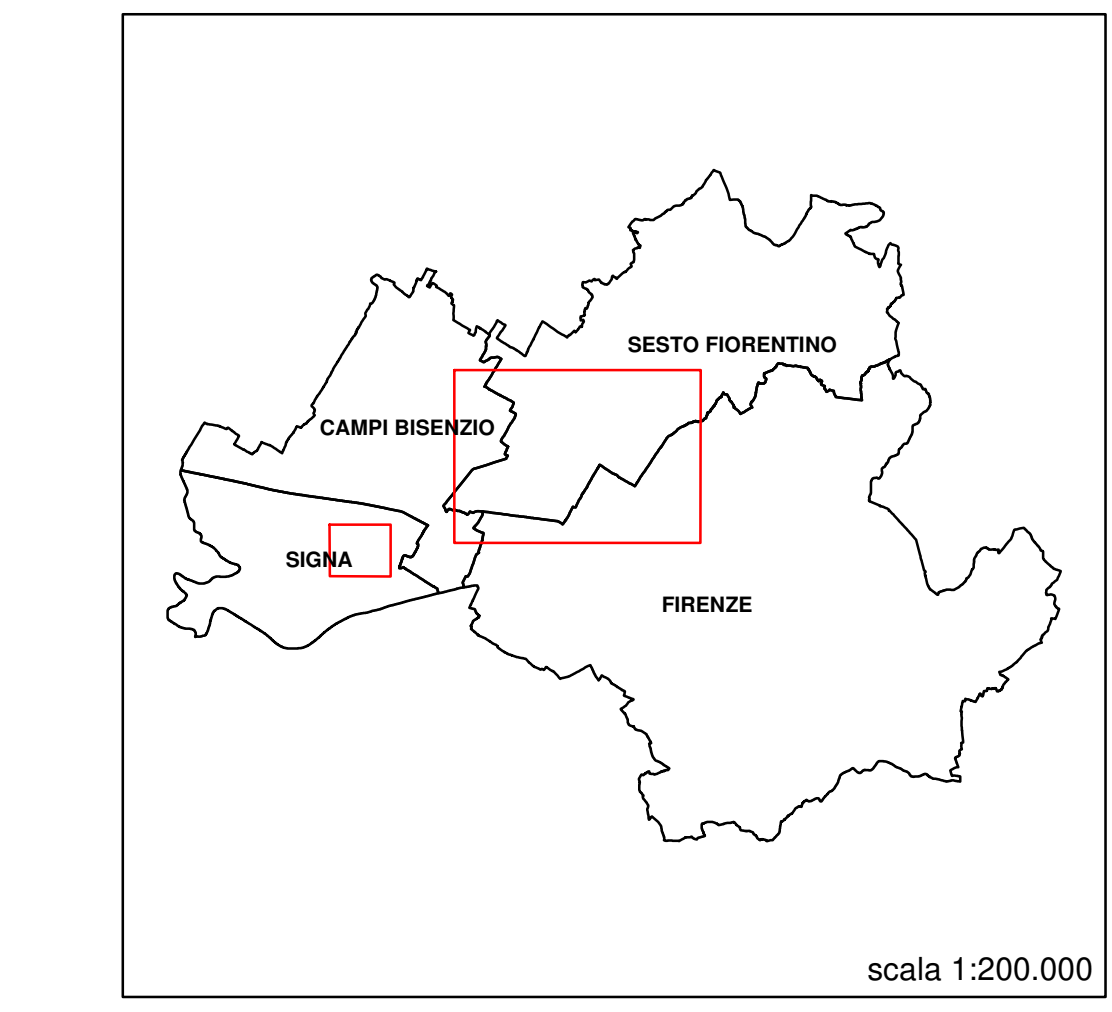 SESTO FIORENTINO
CAMPI BISENZIO
SIGNA
FIRENZE
scala 1:200.000